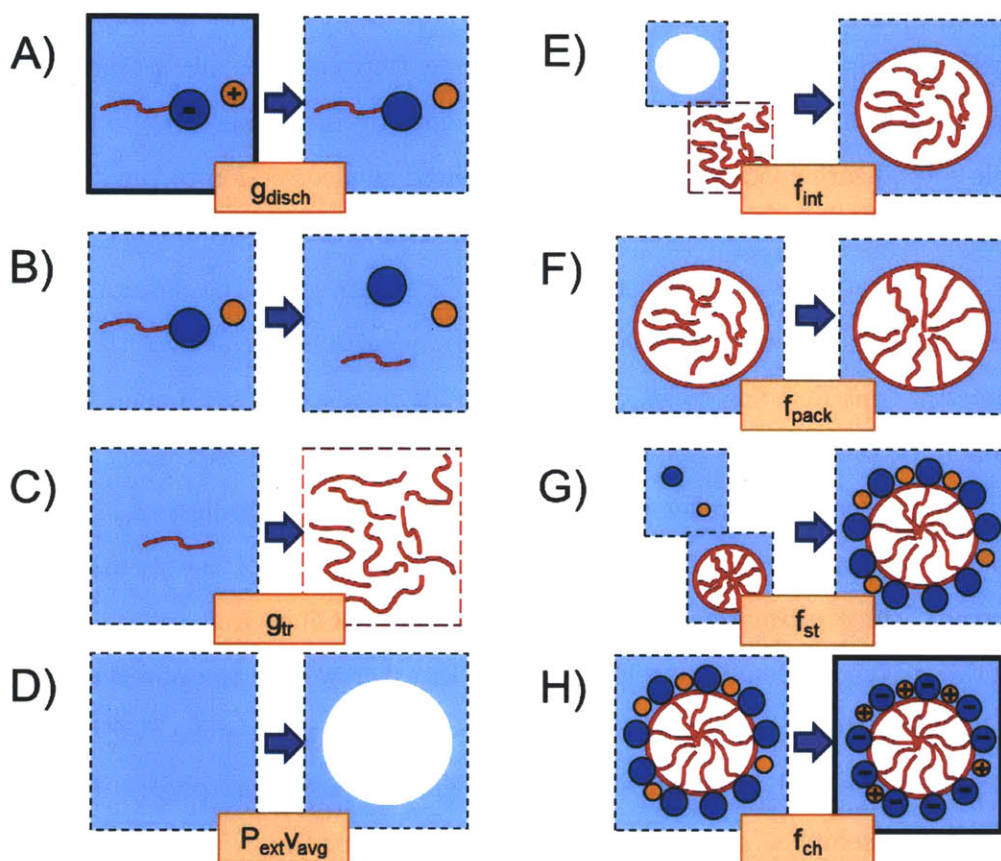 A)
-
+
g_disch
B)
C)
g_tr
D)
P_ext v_avg
E)
f_int
F)
f_pack
G)
f_st
H)
- - - - - - - - -
+ + + + +
f_ch